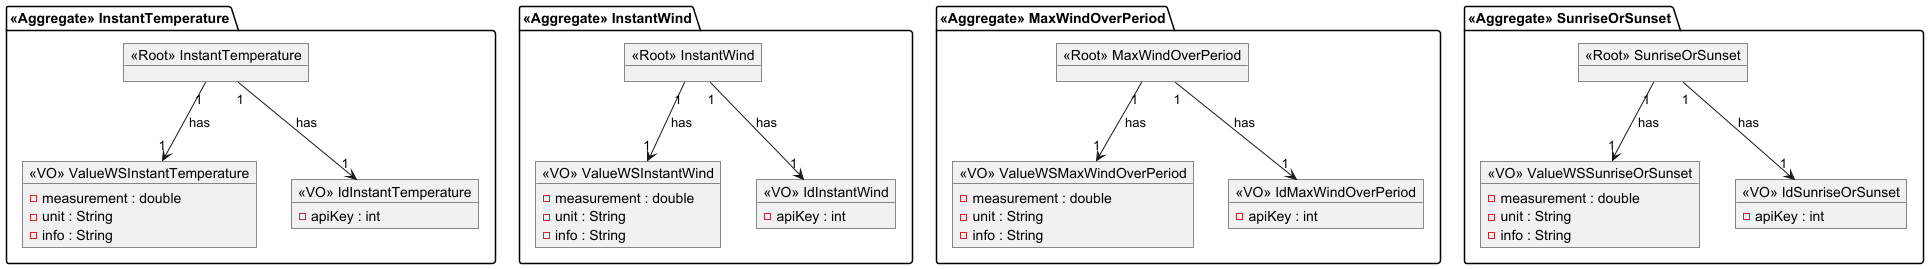 «Aggregate» InstantTemperature
«Root» InstantTemperature
1
1
has
has
1
1
«VO» ValueWSInstantTemperature
measurement : double
unit : String
info : String
«VO» IdInstantTemperature
apiKey : int
«Aggregate» InstantWind
«Root» InstantWind
1
1
has
has
1
1
«VO» ValueWSInstantWind
measurement : double
unit : String
info : String
«VO» IdInstantWind
apiKey : int
«Aggregate» MaxWindOverPeriod
«Root» MaxWindOverPeriod
1
1
has
has
1
1
«VO» ValueWSMaxWindOverPeriod
measurement : double
unit : String
info : String
«VO» IdMaxWindOverPeriod
apiKey : int
«Aggregate» SunriseOrSunset
«Root» SunriseOrSunset
1
1
has
has
1
1
«VO» ValueWSSunriseOrSunset
measurement : double
unit : String
info : String
«VO» IdSunriseOrSunset
apiKey : int